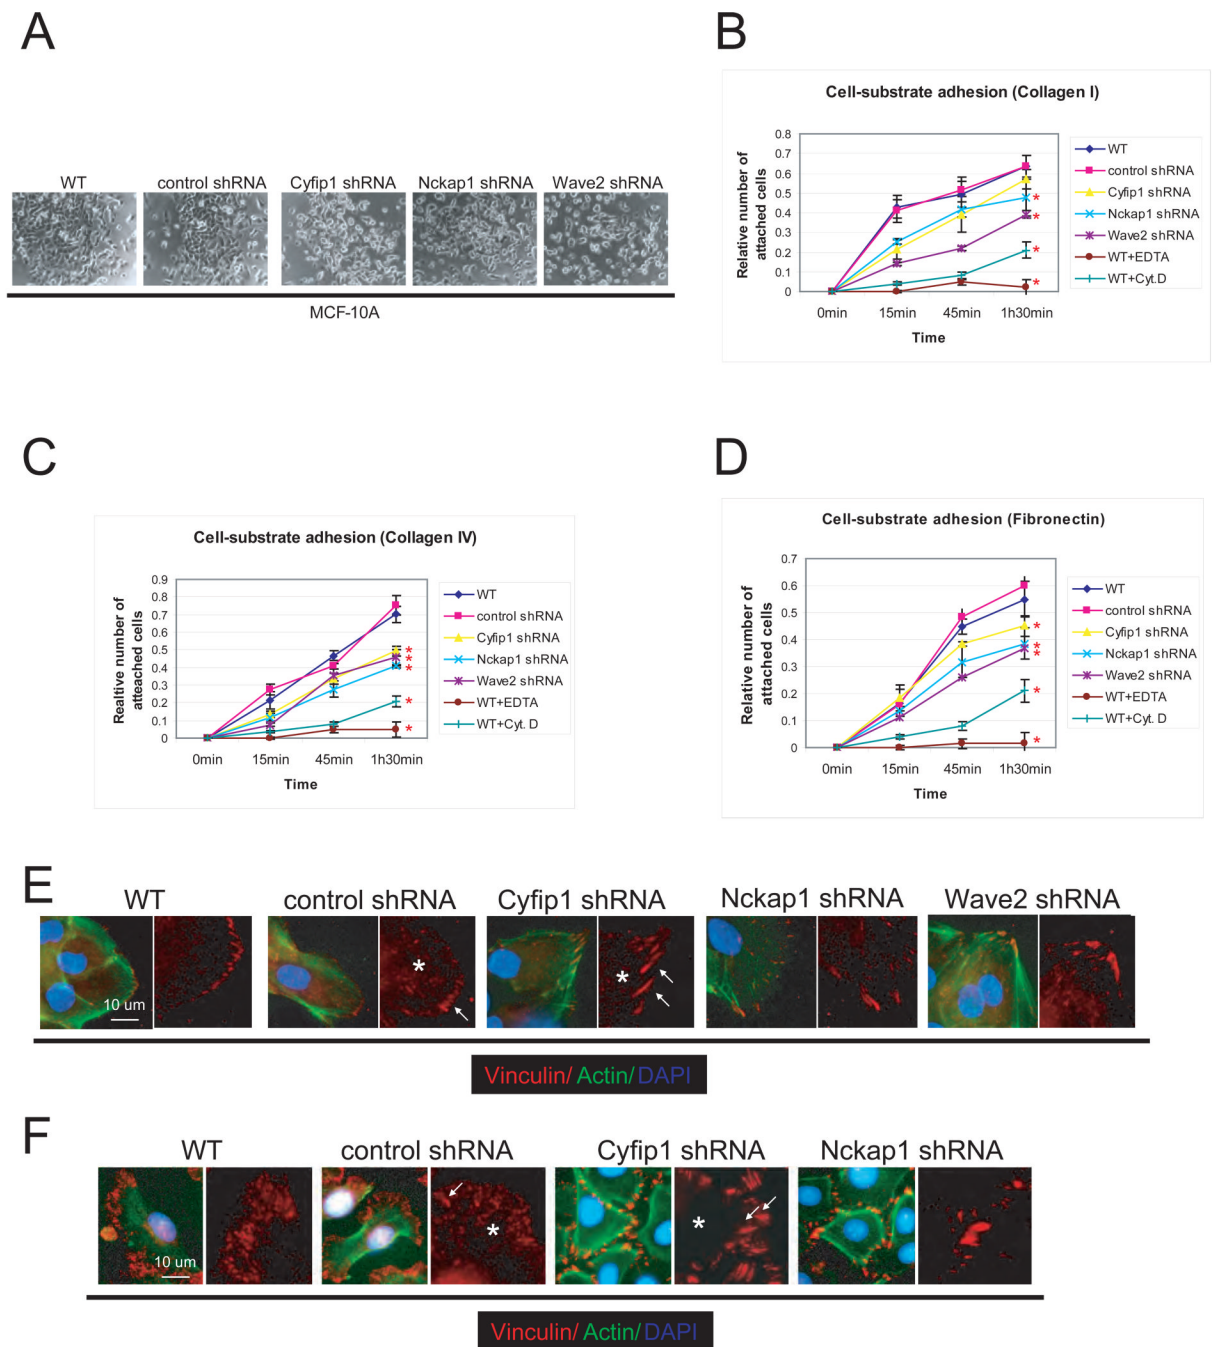 A
WT
control shRNA
Cyfip1 shRNA
Nckap1 shRNA
Wave2 shRNA
MCF-10A
B
Cell-substrate adhesion (Collagen I)
Relative number of
attached cells
0.8
0.7
0.6
0.5
0.4
0.3
0.2
0.1
0
0min
15min
45min
1h30min
Time
WT
control shRNA
Cyfip1 shRNA
Nckap1 shRNA
Wave2 shRNA
WT+EDTA
WT+Cyt.D
*
*
*
*
C
Cell-substrate adhesion (Collagen IV)
Realtive number of
atteached cells
0.9
0.8
0.7
0.6
0.5
0.4
0.3
0.2
0.1
0
0min
15min
45min
1h30min
Time
WT
control shRNA
Cyfip1 shRNA
Nckap1 shRNA
Wave2 shRNA
WT+EDTA
WT+Cyt. D
*
*
*
*
*
D
Cell-substrate adhesion (Fibronectin)
Relative number of
attached cells
0.7
0.6
0.5
0.4
0.3
0.2
0.1
0
0min
15min
45min
1h30min
Time
WT
control shRNA
Cyfip1 shRNA
Nckap1 shRNA
Wave2 shRNA
WT+EDTA
WT+Cyt. D
*
*
*
*
*
E
WT
control shRNA
Cyfip1 shRNA
Nckap1 shRNA
Wave2 shRNA
10 um
*
*
Vinculin/ Actin/ DAPI
F
WT
control shRNA
Cyfip1 shRNA
Nckap1 shRNA
10 um
*
*
Vinculin/ Actin/ DAPI